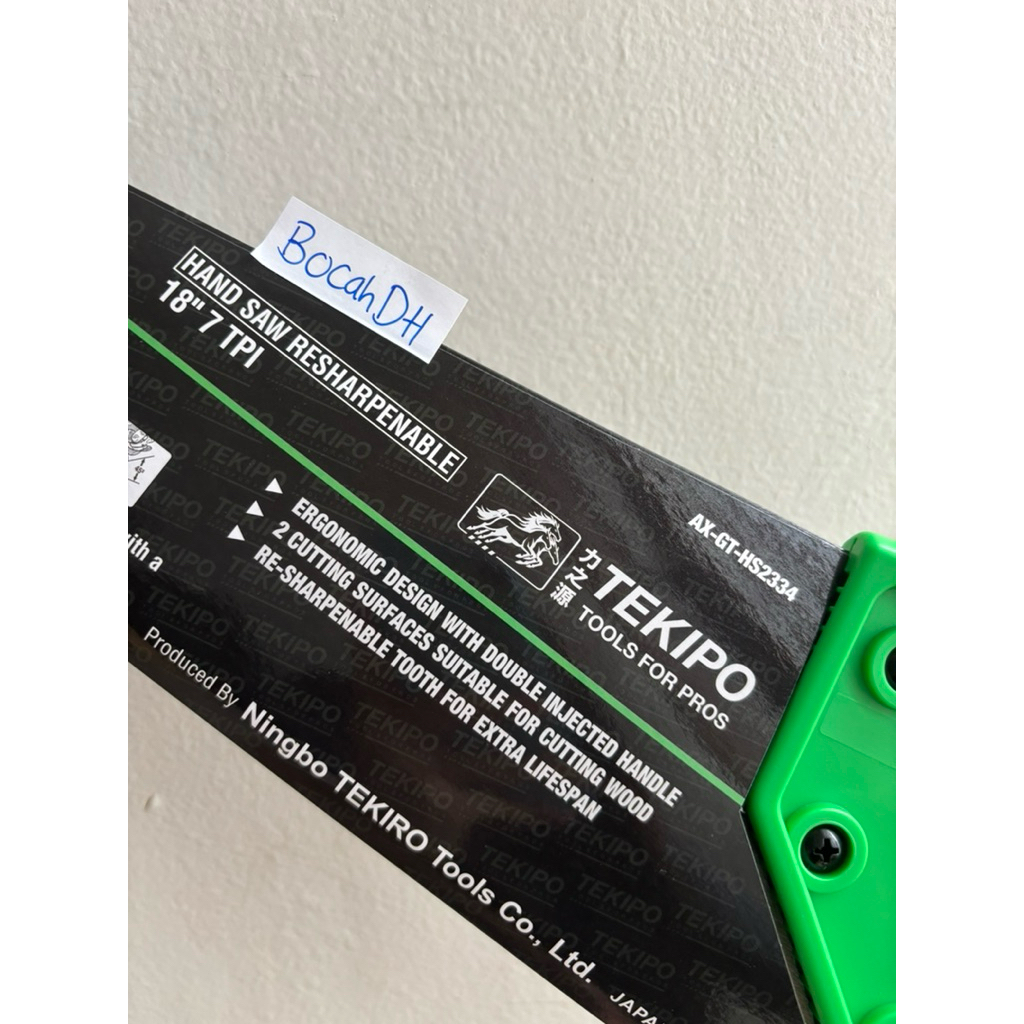 BocahDH
HAND SAW RESHARPENABLE
18" 7 TPI
AX-GT-HS2334
力之源
TEKIPO
TOOLS FOR PROS
ERGONOMIC DESIGN WITH DOUBLE INJECTED HANDLE
2 CUTTING SURFACES SUITABLE FOR CUTTING WOOD
RE-SHARPENABLE TOOTH FOR EXTRA LIFESPAN
with a
Produced By Ningbo TEKIRO Tools Co., Ltd. JAPA